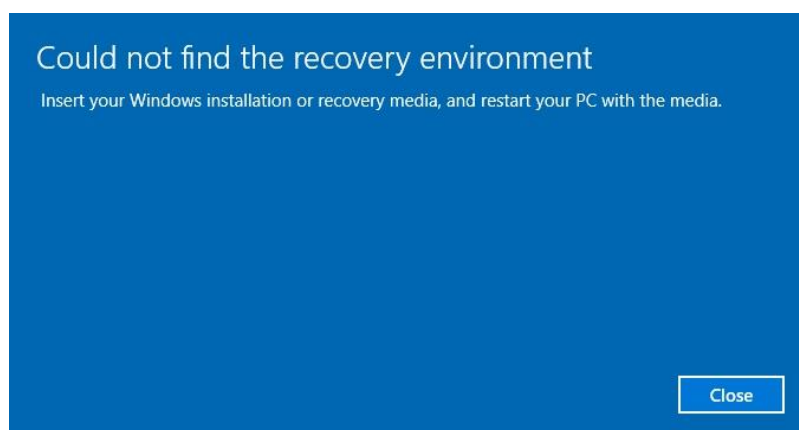 Could not find the recovery environment
Insert your Windows installation or recovery media, and restart your PC with the media.
Close